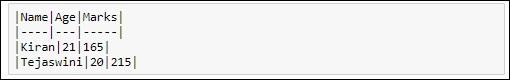 |Name|Age|Marks|
|----|---|-----|
|Kiran|21|165|
|Tejaswini|20|215|